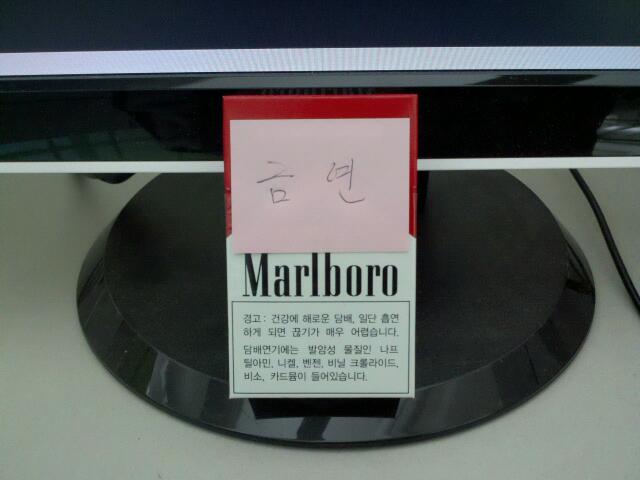 금연
Marlboro
경고: 건강에 해로운 담배, 일단 흡연
하게 되면 끊기가 매우 어렵습니다.
담배연기에는 발암성 물질인 나프
틸아민, 니켈, 벤젠, 비닐 크롤라이드,
비소, 카드뮴이 들어있습니다.